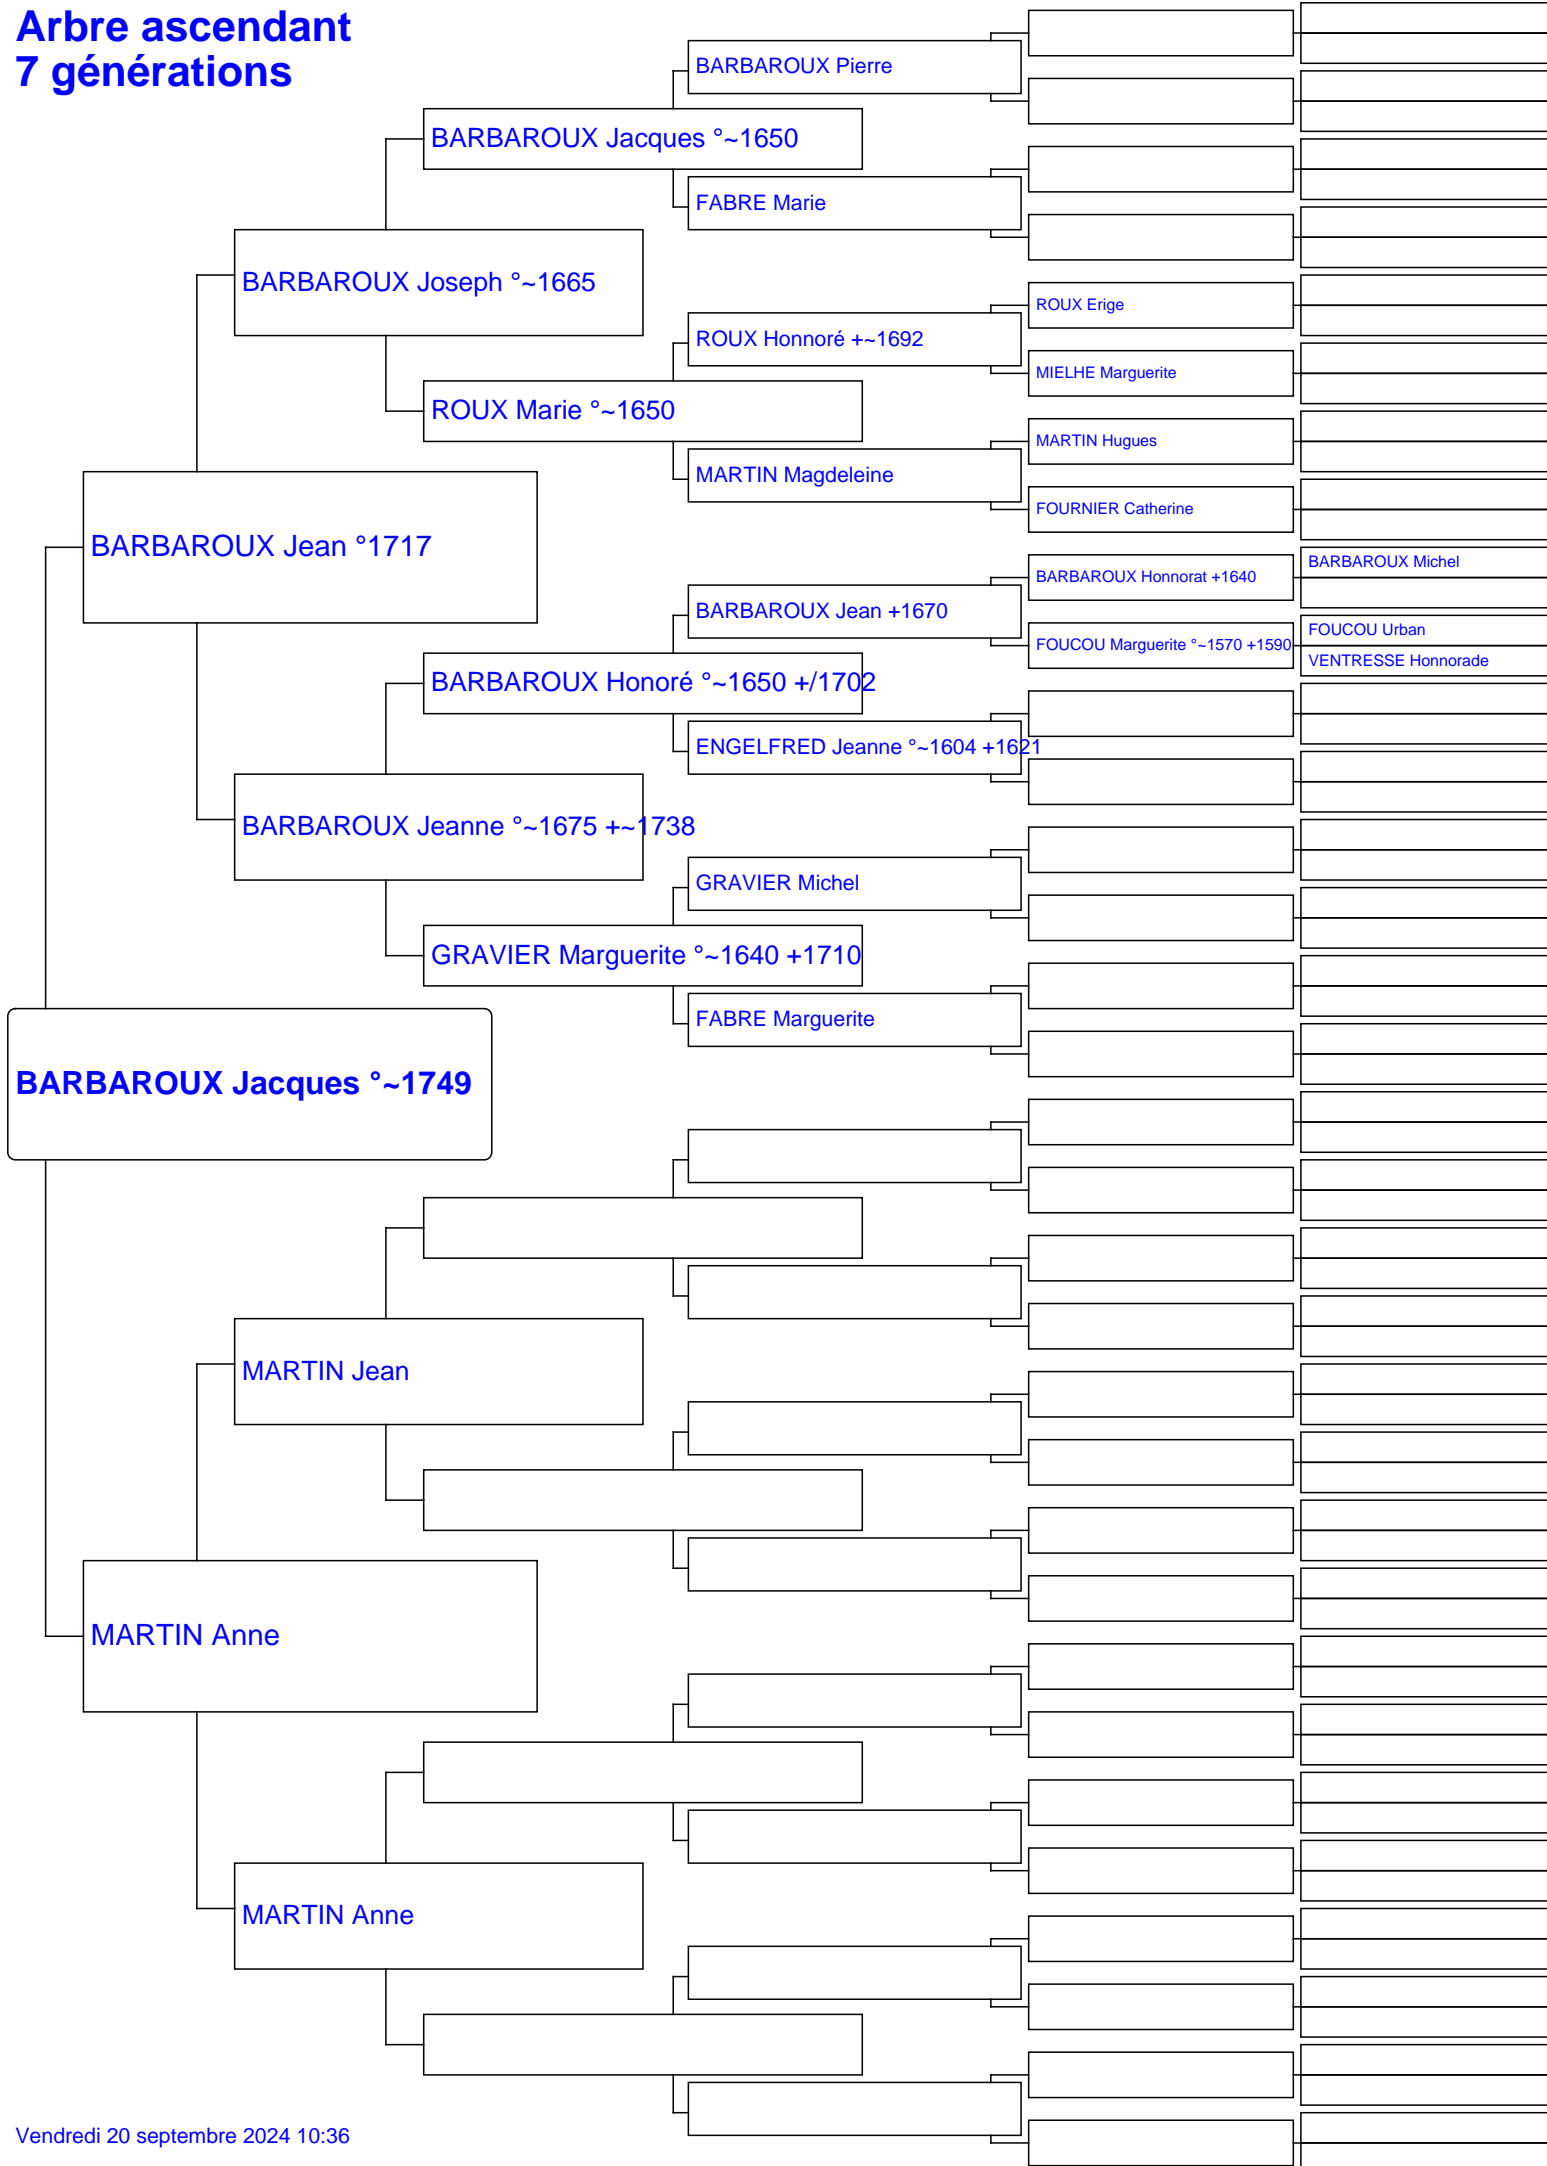 Arbre ascendant
7 générations
BARBAROUX Pierre
BARBAROUX Jacques °~1650
FABRE Marie
BARBAROUX Joseph °~1665
ROUX Erige
ROUX Honnoré +~1692
MIELHE Marguerite
ROUX Marie °~1650
MARTIN Hugues
MARTIN Magdeleine
FOURNIER Catherine
BARBAROUX Jean °1717
BARBAROUX Michel
BARBAROUX Honnorat +1640
BARBAROUX Jean +1670
FOUCOU Urban
FOUCOU Marguerite °~1570 +1590
VENTRESSE Honnorade
BARBAROUX Honoré °~1650 +/1702
ENGELFRED Jeanne °~1604 +1621
BARBAROUX Jeanne °~1675 +~1738
GRAVIER Michel
GRAVIER Marguerite °~1640 +1710
FABRE Marguerite
BARBAROUX Jacques °~1749
MARTIN Jean
MARTIN Anne
MARTIN Anne
Vendredi 20 septembre 2024 10:36